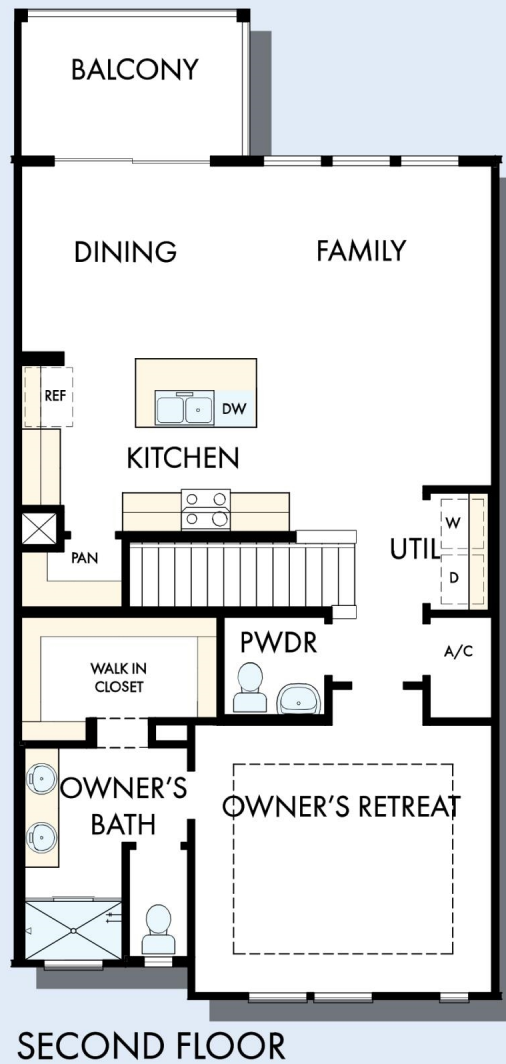 BALCONY
DINING
FAMILY
REF
DW
KITCHEN
W
UTIL
PAN
D
PWDR
A/C
WALK IN
CLOSET
OWNER'S
BATH
OWNER'S RETREAT
SECOND FLOOR